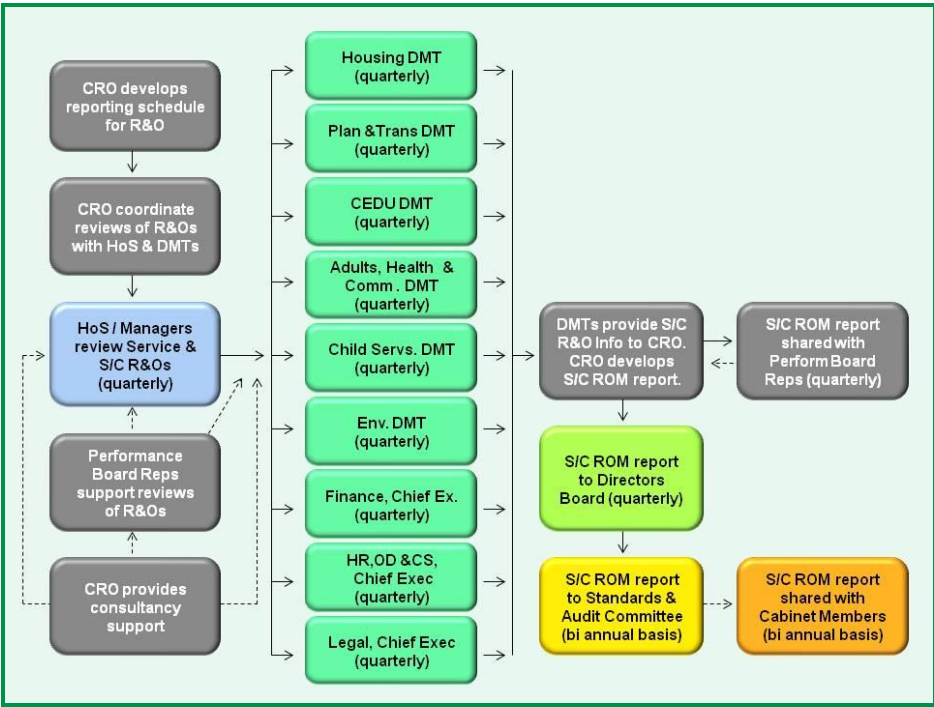 CRO develops
reporting schedule
for R&O
CRO coordinate
reviews of R&Os
with HoS & DMTs
HoS / Managers
review Service &
S/C R&Os
(quarterly)
Performance
Board Reps
support reviews
of R&Os
CRO provides
consultancy
support
Housing DMT
(quarterly)
Plan &Trans DMT
(quarterly)
CEDU DMT
(quarterly)
Adults, Health &
Comm . DMT
(quarterly)
Child Servs. DMT
(quarterly)
Env. DMT
(quarterly)
Finance, Chief Ex.
(quarterly)
HR,OD &CS,
Chief Exec
(quarterly)
Legal, Chief Exec
(quarterly)
DMTs provide S/C
R&O Info to CRO.
CRO develops
S/C ROM report.
S/C ROM report
shared with
Perform Board
Reps (quarterly)
S/C ROM report
to Directors
Board (quarterly)
S/C ROM report
to Standards &
Audit Committee
(bi annual basis)
S/C ROM report
shared with
Cabinet Members
(bi annual basis)